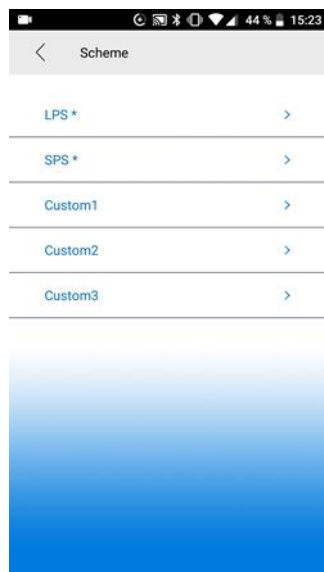 44 % 15:23
Scheme
LPS *
SPS *
Custom1
Custom2
Custom3